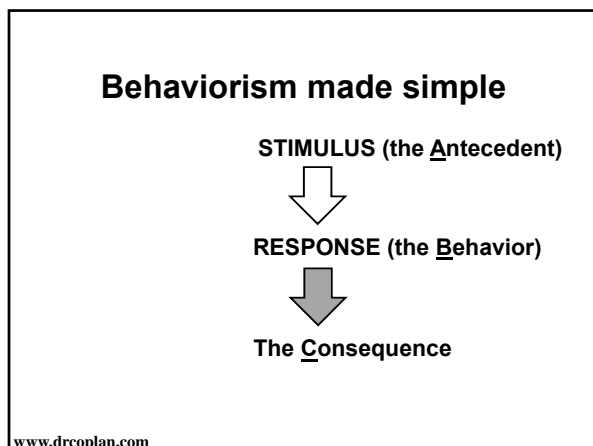 Behaviorism made simple
STIMULUS (the Antecedent)
RESPONSE (the Behavior)
The Consequence
www.drcoplan.com